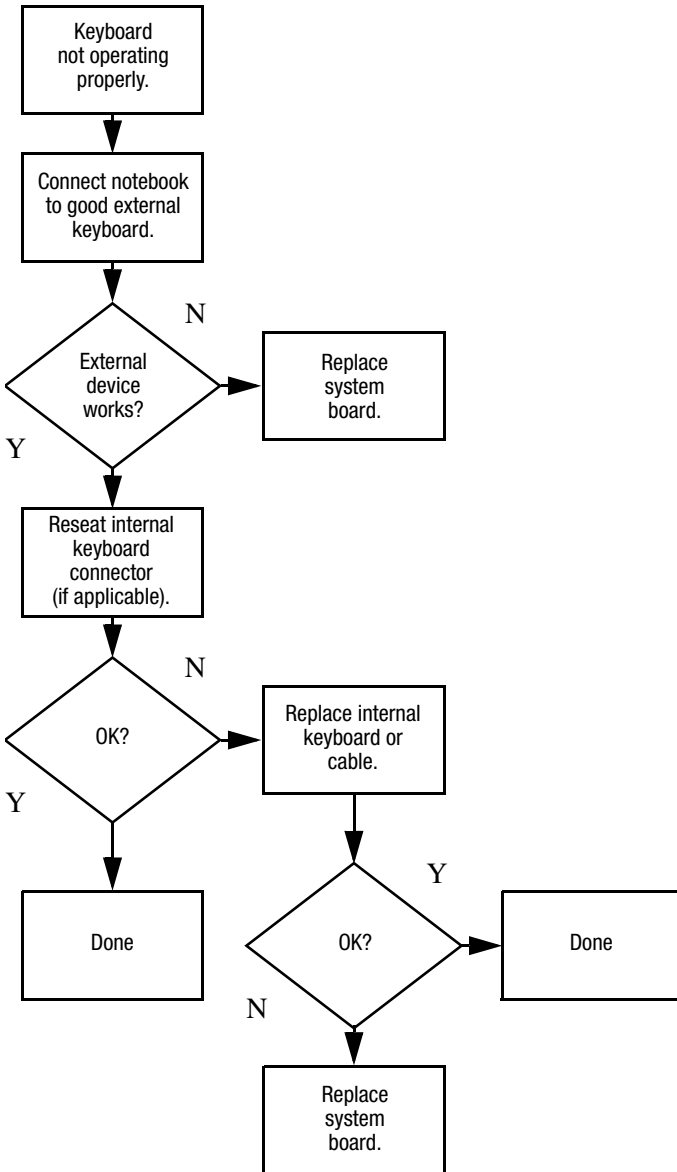 Keyboard
not operating
properly.
Connect notebook
to good external
keyboard.
N
External
device
works?
Y
Replace
system
board.
Reseat internal
keyboard
connector
(if applicable).
N
OK?
Y
Replace internal
keyboard or
cable.
Done
Y
OK?
N
Done
Replace
system
board.